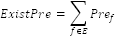 ExistPre = ∑_{f∈E} Pre_f